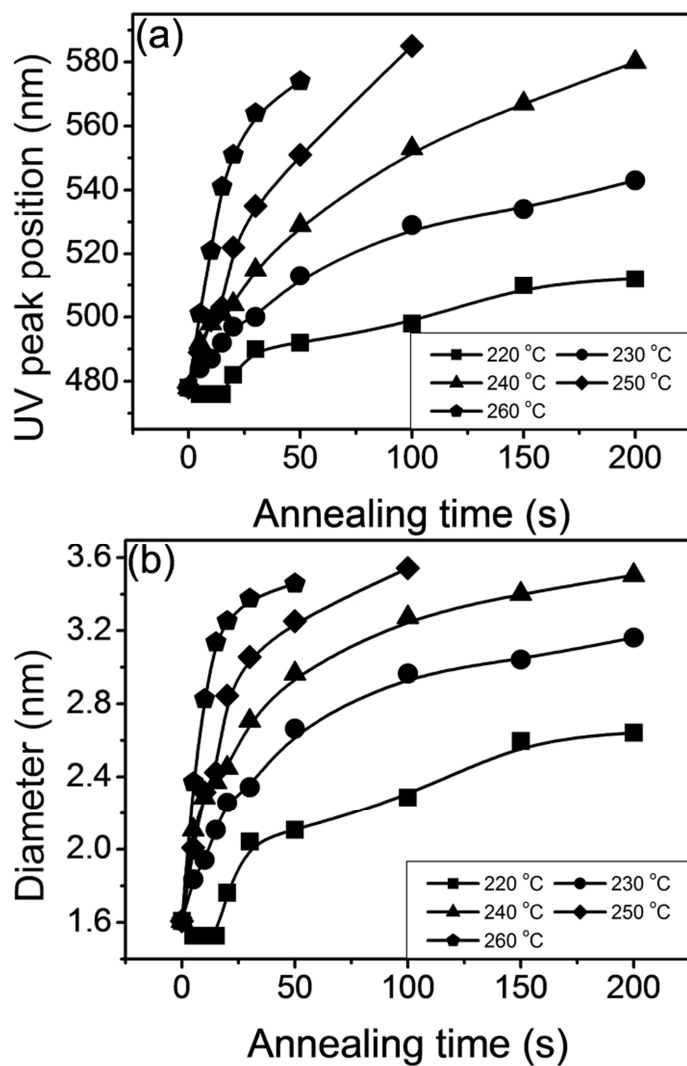 (a)
UV peak position (nm)
580
560
540
520
500
480
0 50 100 150 200
220 °C 230 °C
240 °C 250 °C
260 °C
Annealing time (s)
(b)
Diameter (nm)
3.6
3.2
2.8
2.4
2.0
1.6
0 50 100 150 200
220 °C 230 °C
240 °C 250 °C
260 °C
Annealing time (s)